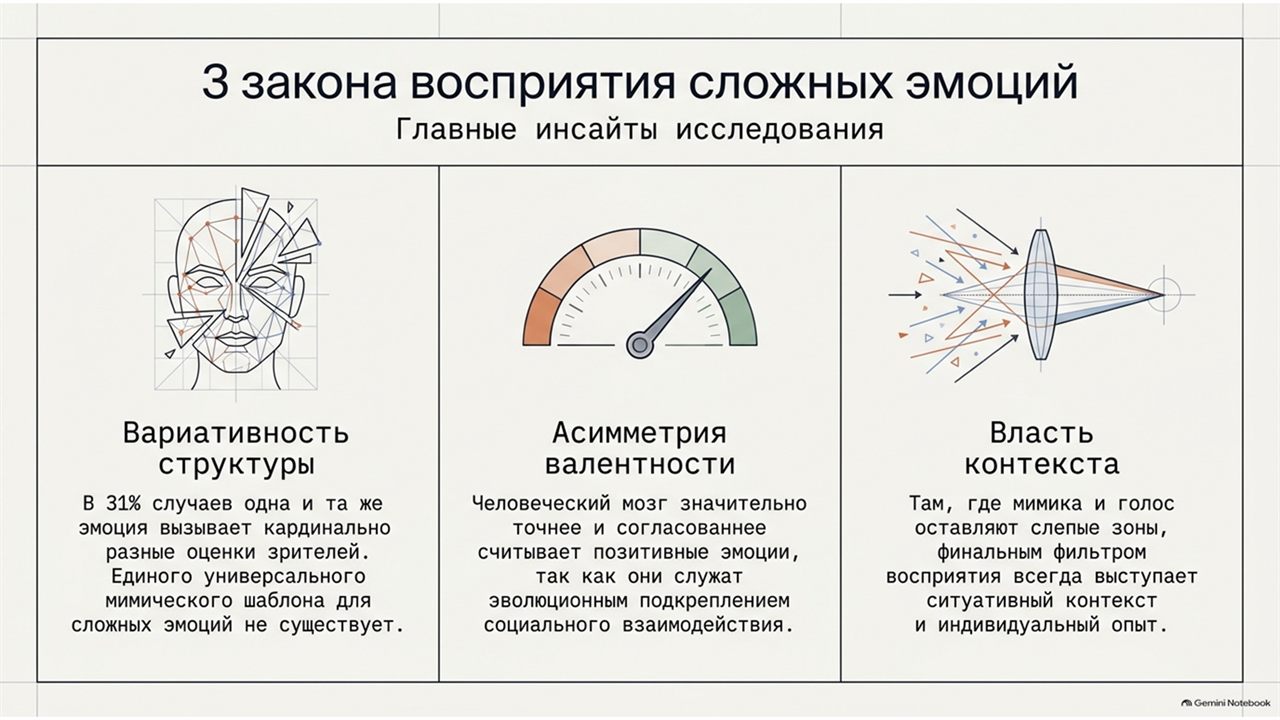 3 закона восприятия сложных эмоций
Главные инсайты исследования
Вариативность
структуры
В 31% случаев одна и та же
эмоция вызывает кардинально
разные оценки зрителей.
Единого универсального
мимического шаблона для
сложных эмоций не существует.
Асимметрия
валентности
Человеческий мозг значительно
точнее и согласованнее
считывает позитивные эмоции,
так как они служат
эволюционным подкреплением
социального взаимодействия.
Власть
контекста
Там, где мимика и голос
оставляют слепые зоны,
финальным фильтром
восприятия всегда выступает
ситуативный контекст
и индивидуальный опыт.
Gemini Notebook